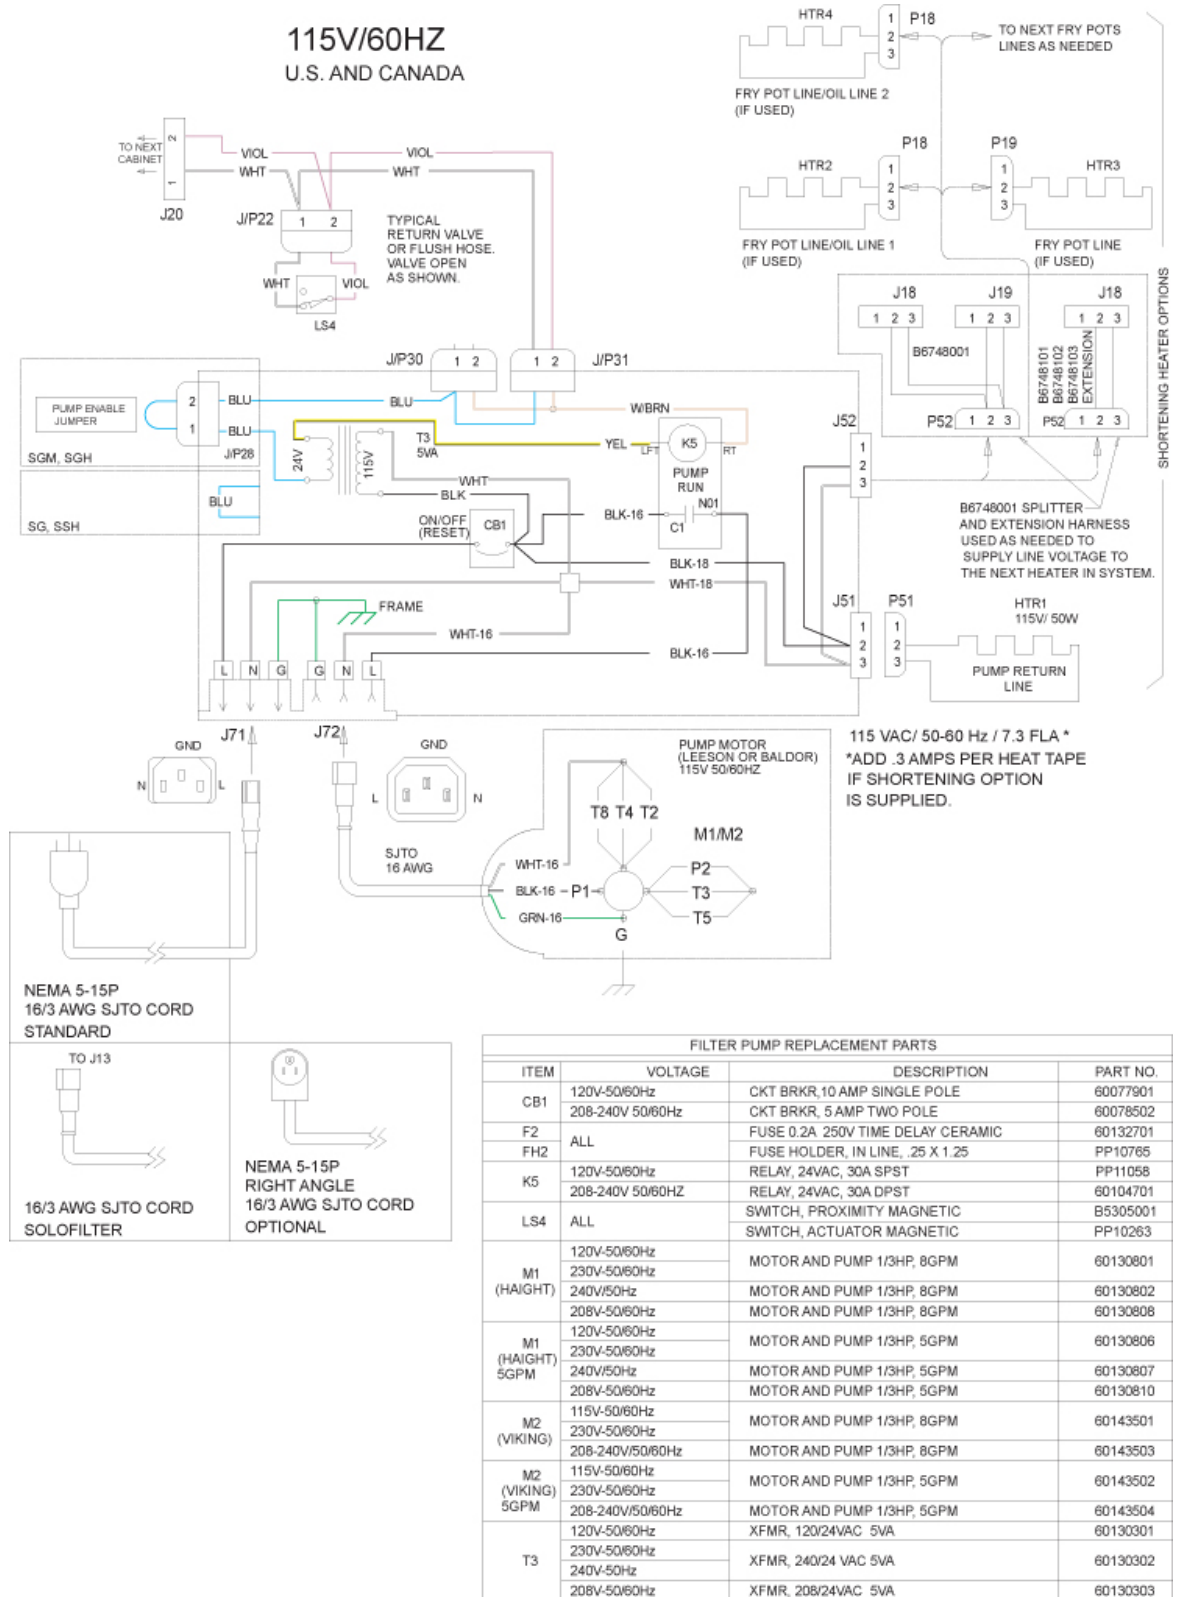 115V/60HZ
U.S. AND CANADA
HTR4
1
2
3
P18
TO NEXT FRY POTS
LINES AS NEEDED
FRY POT LINE/OIL LINE 2
(IF USED)
P18
P19
HTR2
1
2
3
1
2
3
HTR3
FRY POT LINE/OIL LINE 1
(IF USED)
FRY POT LINE
(IF USED)
TO NEXT
CABINET
2
1
J20
VIOL
WHT
VIOL
WHT
J/P22
1 2
TYPICAL
RETURN VALVE
OR FLUSH HOSE.
VALVE OPEN
AS SHOWN.
WHT
VIOL
LS4
J18
J19
J18
1 2 3
1 2 3
1 2 3
B6748001
B6748101
B6748102
B6748103
EXTENSION
P52
1 2 3
P52
1 2 3
SHORTENING HEATER OPTIONS
J/P30
1 2
1 2
J/P31
PUMP ENABLE
JUMPER
2
1
BLU
BLU
J/P28
SGM, SGH
BLU
SG, SSH
BLU
W/BRN
24V
115V
T3
5VA
YEL
LFT
K5
RT
PUMP
RUN
WHT
BLK
ON/OFF
(RESET)
CB1
BLK-16
C1
N01
J52
1
2
3
BLK-18
WHT-18
B6748001 SPLITTER
AND EXTENSION HARNESS
USED AS NEEDED TO
SUPPLY LINE VOLTAGE TO
THE NEXT HEATER IN SYSTEM.
FRAME
WHT-16
BLK-16
J51
1
2
3
P51
1
2
3
HTR1
115V/ 50W
PUMP RETURN
LINE
L N G G N L
J71
J72
GND
N
L
GND
L
N
PUMP MOTOR
(LEESON OR BALDOR)
115V 50/60HZ
115 VAC/ 50-60 Hz / 7.3 FLA *
*ADD .3 AMPS PER HEAT TAPE
IF SHORTENING OPTION
IS SUPPLIED.
T8 T4 T2
M1/M2
SJTO
16 AWG
WHT-16
BLK-16
P1
GRN-16
P2
T3
T5
G
NEMA 5-15P
16/3 AWG SJTO CORD
STANDARD
TO J13
16/3 AWG SJTO CORD
SOLOFILTER
NEMA 5-15P
RIGHT ANGLE
16/3 AWG SJTO CORD
OPTIONAL
FILTER PUMP REPLACEMENT PARTS
ITEM VOLTAGE DESCRIPTION PART NO.
CB1
120V-50/60Hz CKT BRKR,10 AMP SINGLE POLE 60077901
208-240V 50/60Hz CKT BRKR, 5 AMP TWO POLE 60078502
F2 ALL FUSE 0.2A 250V TIME DELAY CERAMIC 60132701
FH2 FUSE HOLDER, IN LINE, .25 X 1.25 PP10765
K5
120V-50/60Hz RELAY, 24VAC, 30A SPST PP11058
208-240V 50/60HZ RELAY, 24VAC, 30A DPST 60104701
LS4 ALL
SWITCH, PROXIMITY MAGNETIC B5305001
SWITCH, ACTUATOR MAGNETIC PP10263
M1
(HAIGHT)
120V-50/60Hz
230V-50/60Hz
MOTOR AND PUMP 1/3HP, 8GPM 60130801
240V/50Hz MOTOR AND PUMP 1/3HP, 8GPM 60130802
208V-50/60Hz MOTOR AND PUMP 1/3HP, 8GPM 60130808
M1
(HAIGHT)
5GPM
120V-50/60Hz
230V-50/60Hz
MOTOR AND PUMP 1/3HP, 5GPM 60130806
240V/50Hz MOTOR AND PUMP 1/3HP, 5GPM 60130807
208V-50/60Hz MOTOR AND PUMP 1/3HP, 5GPM 60130810
M2
(VIKING)
115V-50/60Hz
230V-50/60Hz
MOTOR AND PUMP 1/3HP, 8GPM 60143501
208-240V/50/60Hz MOTOR AND PUMP 1/3HP, 8GPM 60143503
M2
(VIKING)
5GPM
115V-50/60Hz
230V-50/60Hz
MOTOR AND PUMP 1/3HP, 5GPM 60143502
208-240V/50/60Hz MOTOR AND PUMP 1/3HP, 5GPM 60143504
T3
120V-50/60Hz XFMR, 120/24VAC 5VA 60130301
230V-50/60Hz
240V-50Hz
XFMR, 240/24 VAC 5VA 60130302
208V-50/60Hz XFMR, 208/24VAC 5VA 60130303